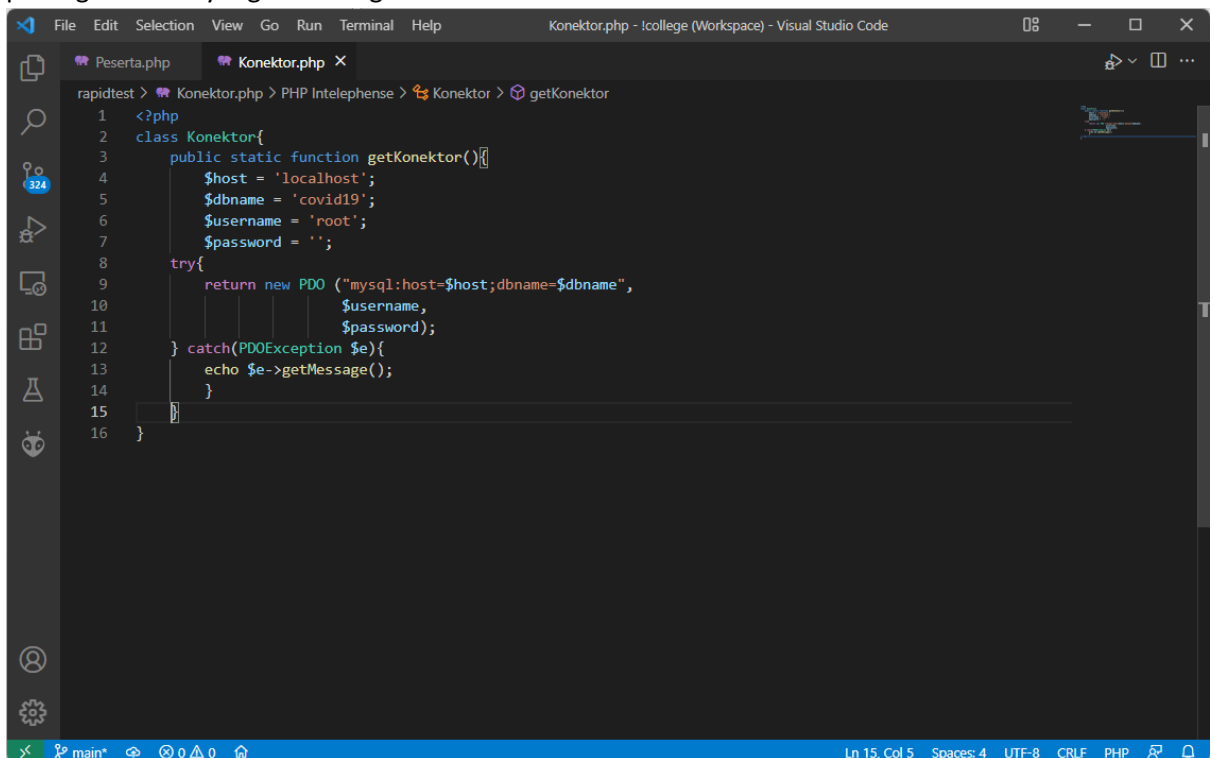 File Edit Selection View Go Run Terminal Help Konektor.php - !college (Workspace) - Visual Studio Code
Peserta.php Konektor.php
rapidtest > Konektor.php > PHP Intelephense > Konektor > getKonektor
1 <?php
2 class Konektor{
3 public static function getKonektor(){
4 $host = 'localhost';
5 $dbname = 'covid19';
6 $username = 'root';
7 $password = '';
8 try{
9 return new PDO ("mysql:host=$host;dbname=$dbname",
10 $username,
11 $password);
12 } catch(PDOException $e){
13 echo $e->getMessage();
14 }
15 }
16 }
324
main* 0 0 Ln 15, Col 5 Spaces: 4 UTF-8 CRLF PHP